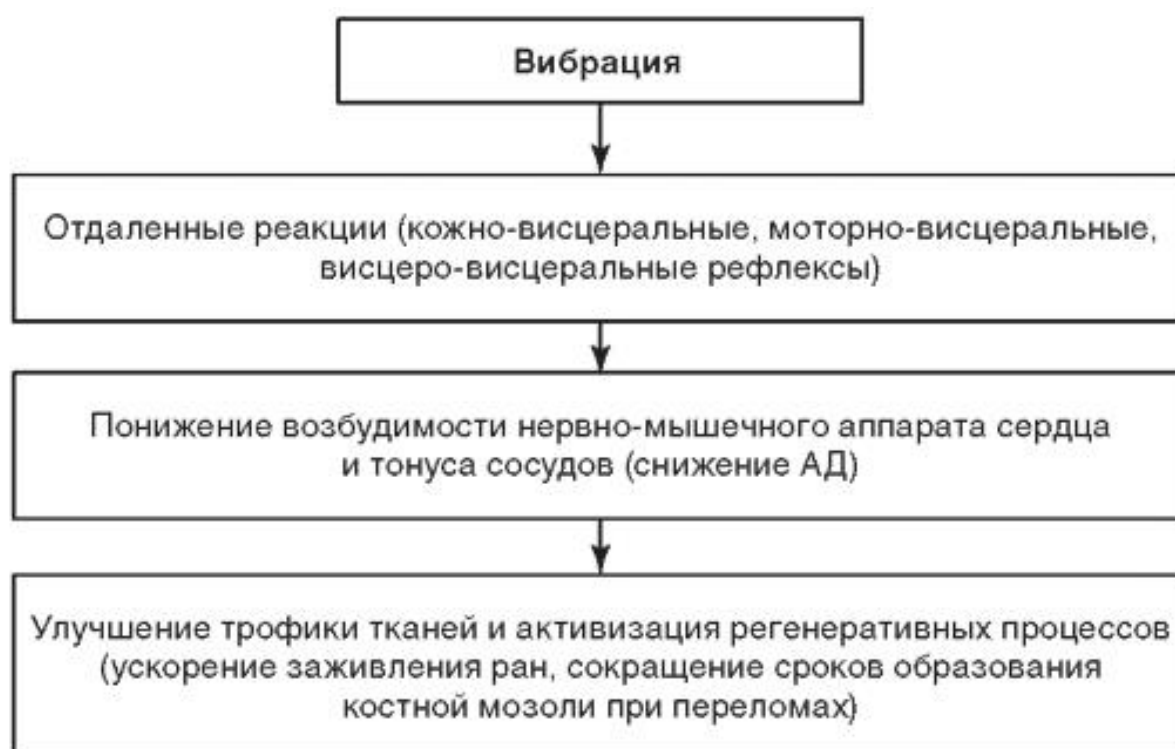 Вибрация
Отдаленные реакции (кожно-висцеральные, моторно-висцеральные,
висцеро-висцеральные рефлексы)
Понижение возбудимости нервно-мышечного аппарата сердца
и тонуса сосудов (снижение АД)
Улучшение трофики тканей и активизация регенеративных процессов
(ускорение заживления ран, сокращение сроков образования
костной мозоли при переломах)